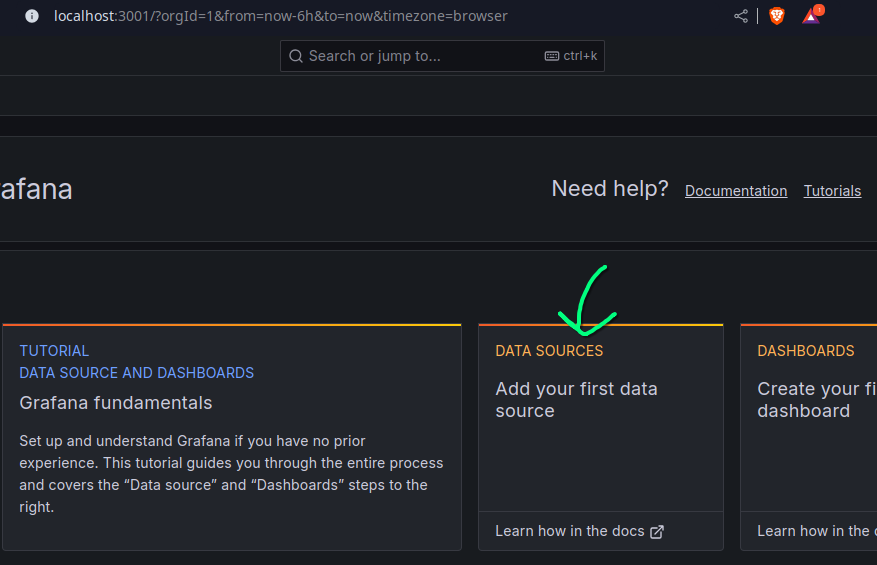 localhost:3001/?orgId=1&from=now-6h&to=now&timezone=browser
Search or jump to... ctrl+k
afana
Need help? Documentation Tutorials
TUTORIAL
DATA SOURCE AND DASHBOARDS
Grafana fundamentals
Set up and understand Grafana if you have no prior
experience. This tutorial guides you through the entire process
and covers the “Data source” and “Dashboards” steps to the
right.
DATA SOURCES
Add your first data
source
Learn how in the docs
DASHBOARDS
Create your fi
dashboard
Learn how in the